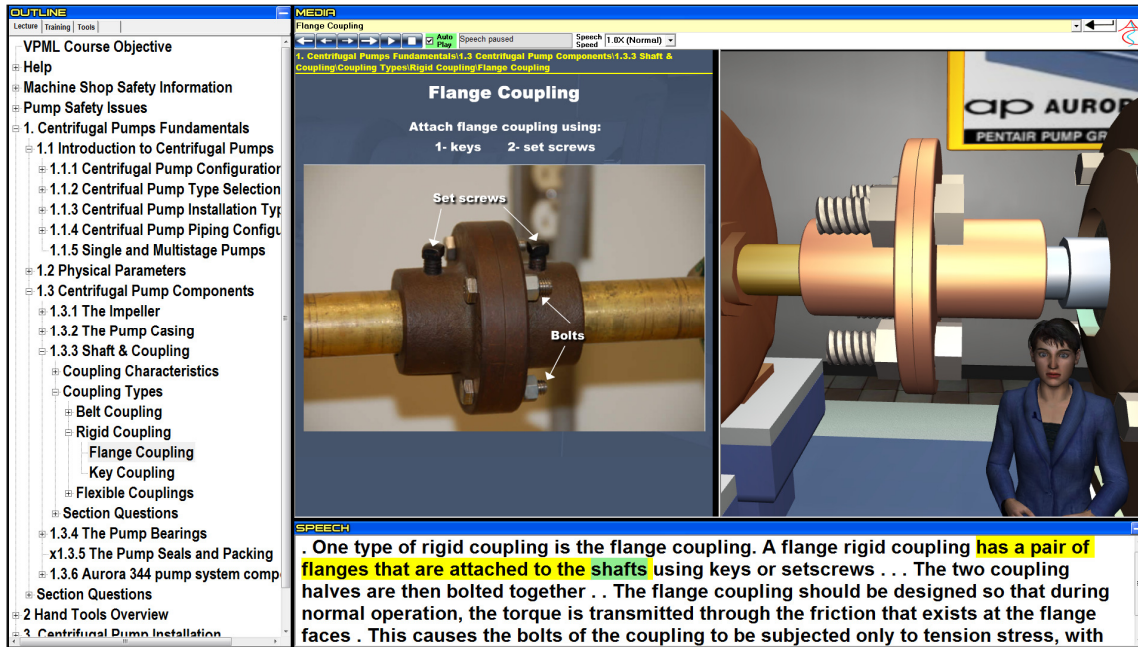 OUTLINE
Lecture Training Tools
VPML Course Objective
Help
Machine Shop Safety Information
Pump Safety Issues
1. Centrifugal Pumps Fundamentals
1.1 Introduction to Centrifugal Pumps
1.1.1 Centrifugal Pump Configuration
1.1.2 Centrifual Pump Type Selection
1.1.3 Centrifugal Pump Installation Typ
1.1.4 Centrifual Pump Piping Configu
1.1.5 Single and Multistage Pumps
1.2 Physical Parameters
1.3 Centrifugal Pump Components
1.3.1 The Impeller
1.3.2 The Pump Casing
1.3.3 Shaft & Coupling
Coupling Characteristics
Coupling Types
Belt Coupling
Rigid Coupling
Flange Coupling
Key Coupling
Flexible Couplings
Section Questions
1.3.4 The Pump Bearings
x1.3.5 The Pump Seals and Packing
1.3.6 Aurora 344 pump system comp
Section Questions
2 Hand Tools Overview
3. Centrifugal Pump Installation
MEDIA
Flange Coupling
Auto Play Speech paused Speech Speed 1.0X (Normal)
1. Centrifugal Pumps Fundamentals\1.3 Centrifugal Pump Components\1.3.3 Shaft &
Coupling\Coupling Types\Rigid Coupling\Flange Coupling
Flange Coupling
Attach flange coupling using:
1- keys 2- set screws
Set screws
Bolts
ap AUROR
PENTAIR PUMP GR
SPEECH
. One type of rigid coupling is the flange coupling. A flange rigid coupling has a pair of
flanges that are attached to the shafts using keys or setscrews . . . The two coupling
halves are then bolted together . . The flange coupling should be designed so that during
normal operation, the torque is transmitted through the friction that exists at the flange
faces . This causes the bolts of the coupling to be subjected only to tension stress, with